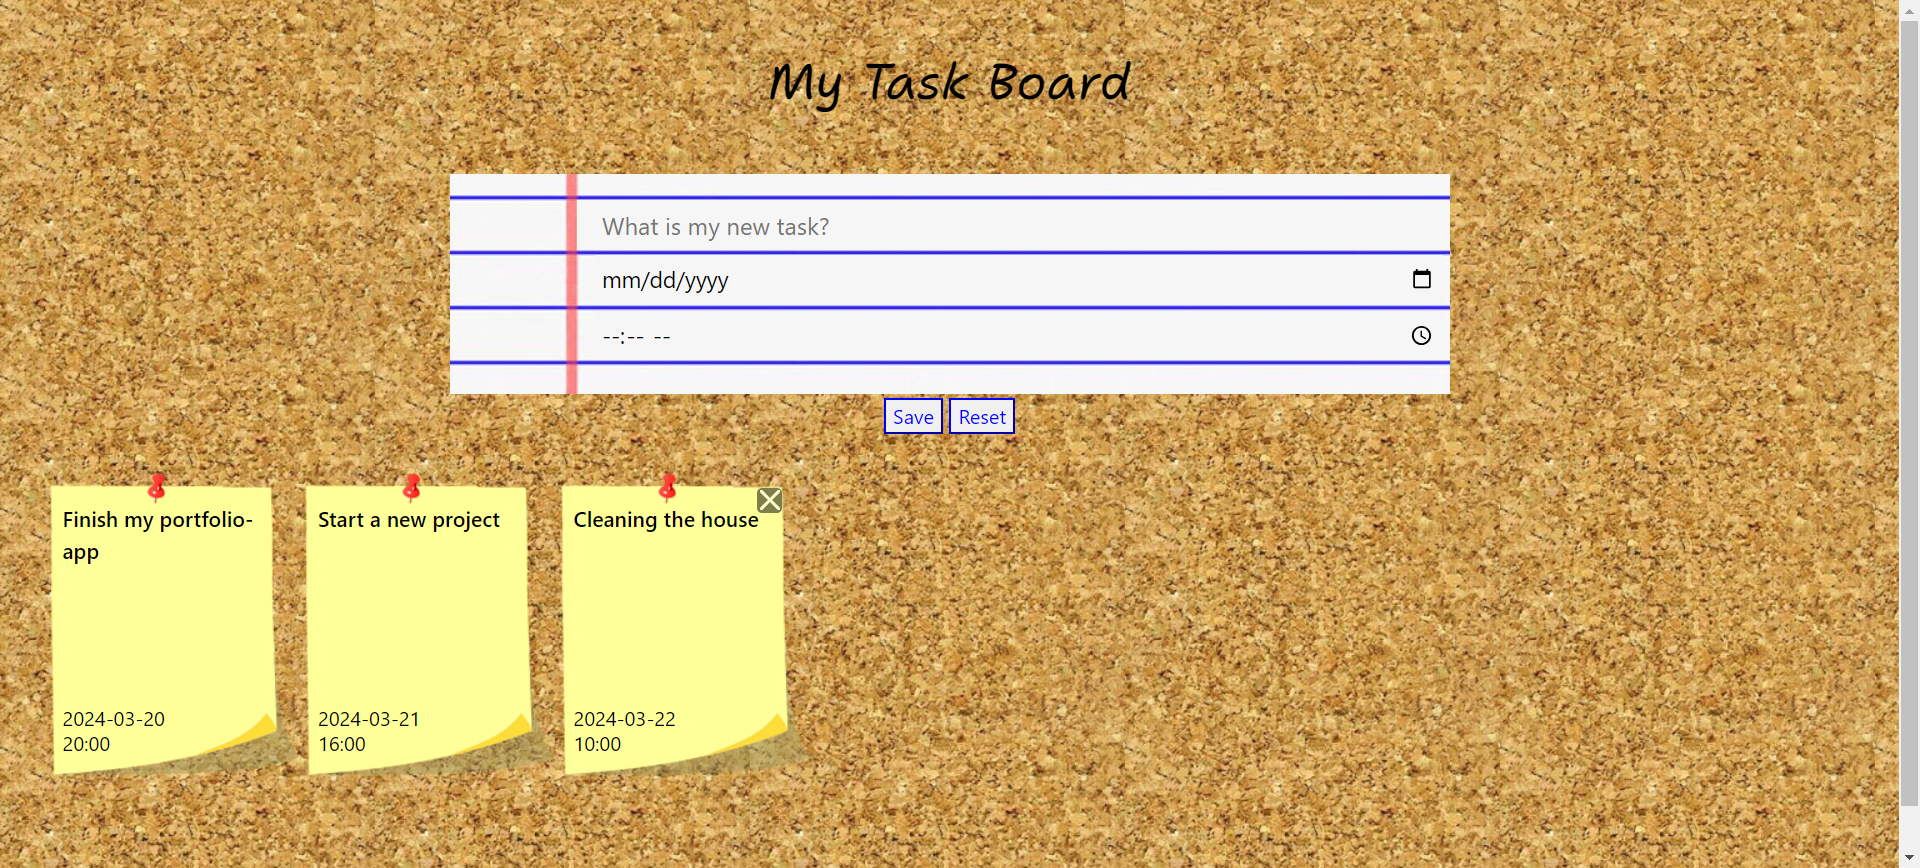 My Task Board
What is my new task?
mm/dd/yyyy
--:-- --
Save Reset
Finish my portfolio-
app
2024-03-20
20:00
Start a new project
2024-03-21
16:00
Cleaning the house
2024-03-22
10:00